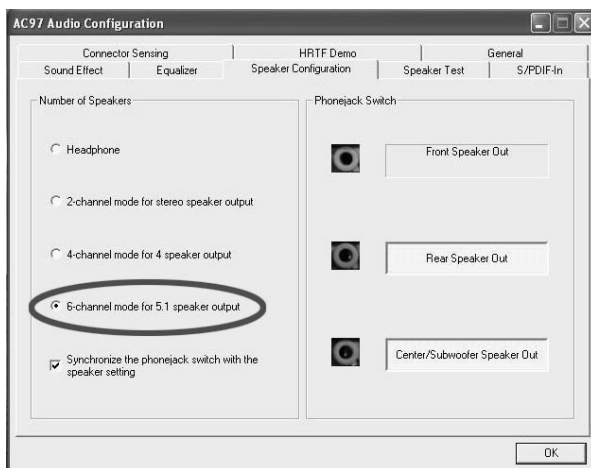 AC97 Audio Configuration
Connector Sensing
HRTF Demo
General
Sound Effect
Equalizer
Speaker Configuration
Speaker Test
S/PDIF-In
Number of Speakers
Headphone
2-channel mode for stereo speaker output
4-channel mode for 4 speaker output
6-channel mode for 5.1 speaker output
Synchronize the phonejack switch with the
speaker setting
Phonejack Switch
Front Speaker Out
Rear Speaker Out
Center/Subwoofer Speaker Out
OK